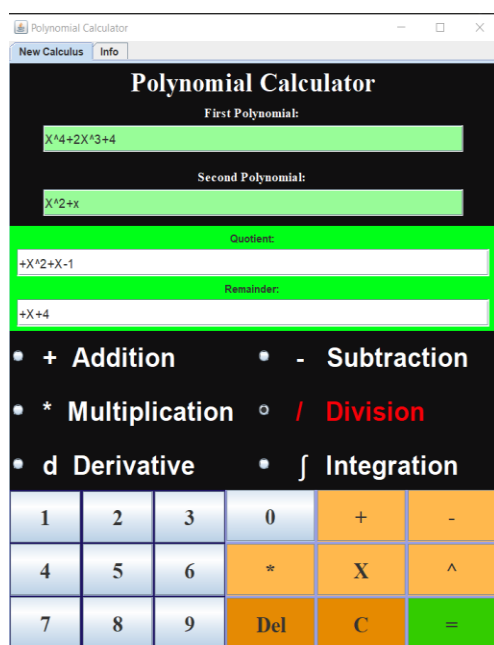 Polynomial Calculator
New Calculus Info
Polynomial Calculator
First Polynomial:
X^4+2X^3+4
Second Polynomial:
X^2+x
Quotient:
+X^2+X-1
Remainder:
+X+4
+ Addition - Subtraction
* Multiplication / Division
d Derivative ∫ Integration
1 2 3 0 + -
4 5 6 * X ^
7 8 9 Del C =